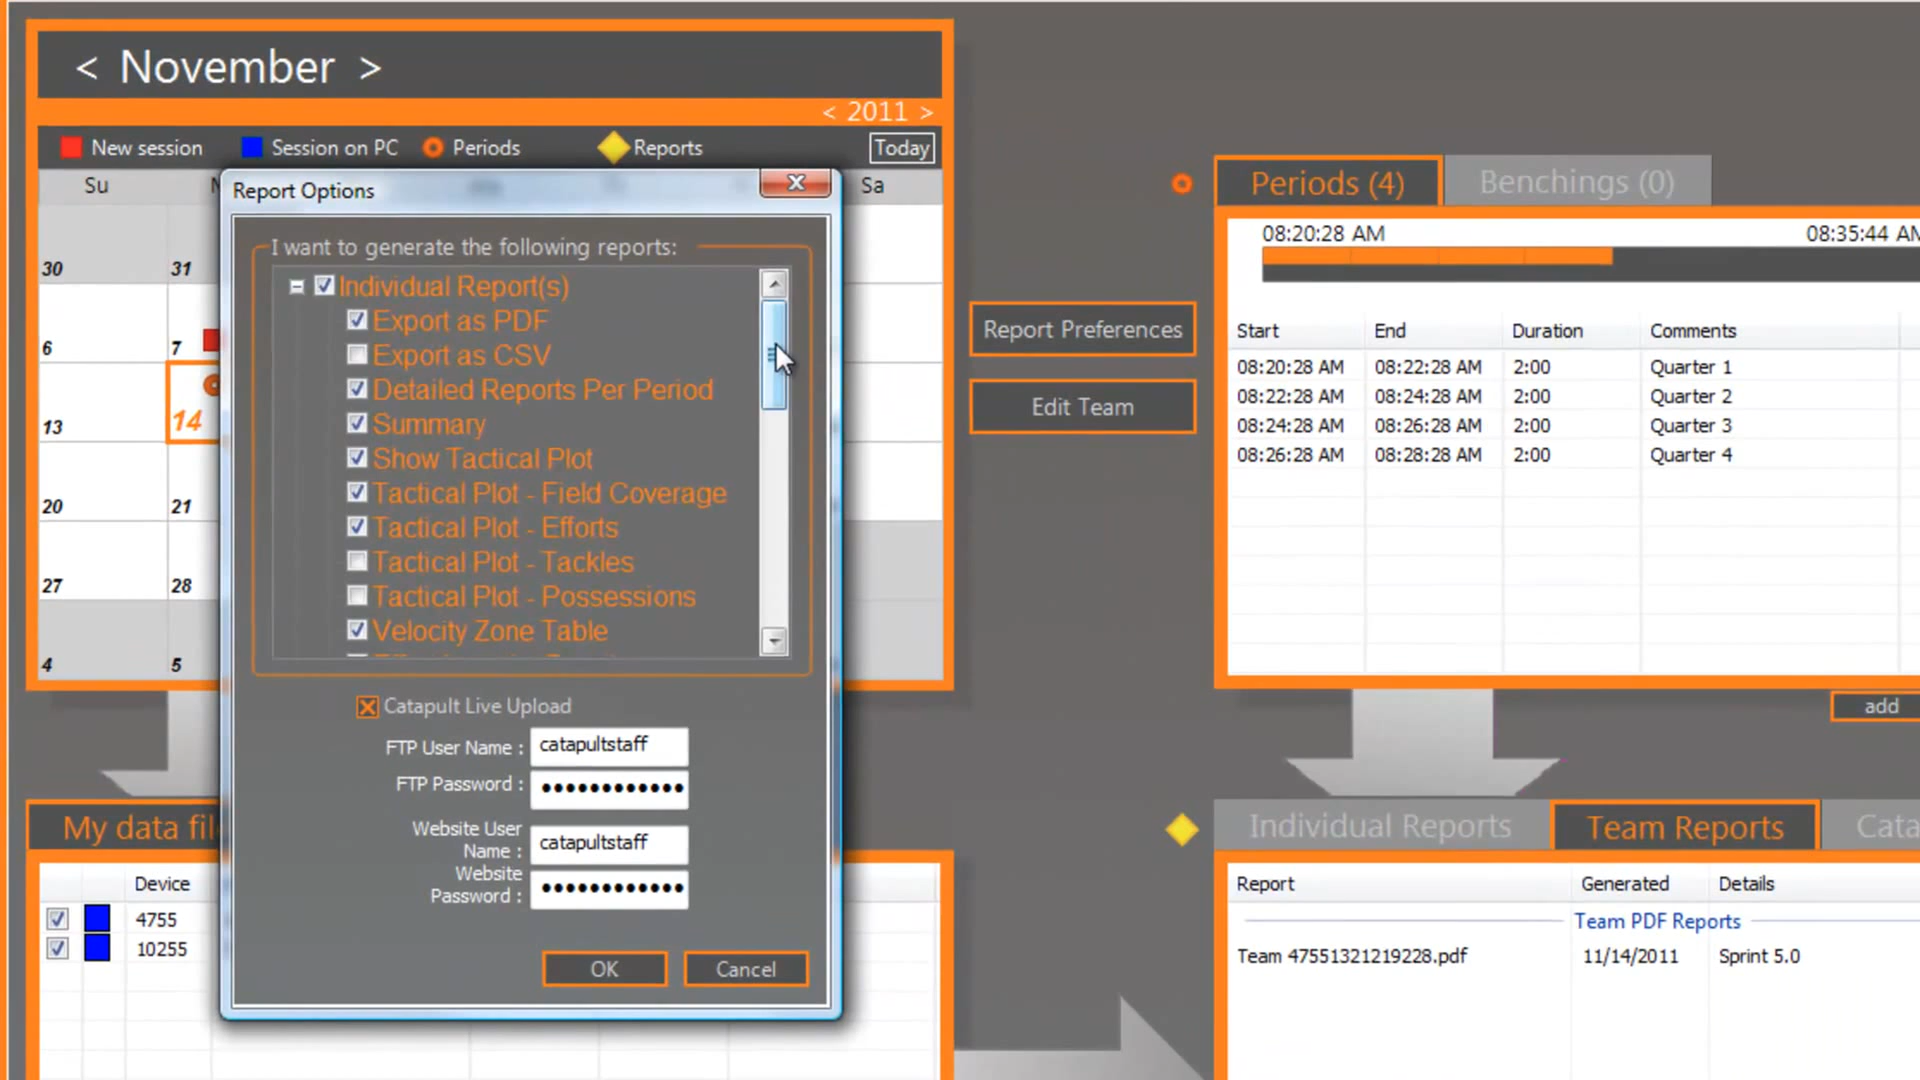 < November >
< 2011 >
New session
Session on PC
Periods
Reports
Today
Su
Sa
30
31
6
7
13
14
20
21
27
28
4
5
Report Options
I want to generate the following reports:
Individual Report(s)
Export as PDF
Export as CSV
Detailed Reports Per Period
Summary
Show Tactical Plot
Tactical Plot - Field Coverage
Tactical Plot - Efforts
Tactical Plot - Tackles
Tactical Plot - Possessions
Velocity Zone Table
Catapult Live Upload
FTP User Name : catapultstaff
FTP Password : ●●●●●●●●●●●●
Website User Name : catapultstaff
Website Password : ●●●●●●●●●●●●
OK
Cancel
Report Preferences
Edit Team
Periods (4)
Benchings (0)
08:20:28 AM
08:35:44 AM
Start End Duration Comments
08:20:28 AM 08:22:28 AM 2:00 Quarter 1
08:22:28 AM 08:24:28 AM 2:00 Quarter 2
08:24:28 AM 08:26:28 AM 2:00 Quarter 3
08:26:28 AM 08:28:28 AM 2:00 Quarter 4
add
My data fil
Device
4755
10255
Individual Reports
Team Reports
Cata
Report Generated Details
Team PDF Reports
Team 47551321219228.pdf 11/14/2011 Sprint 5.0